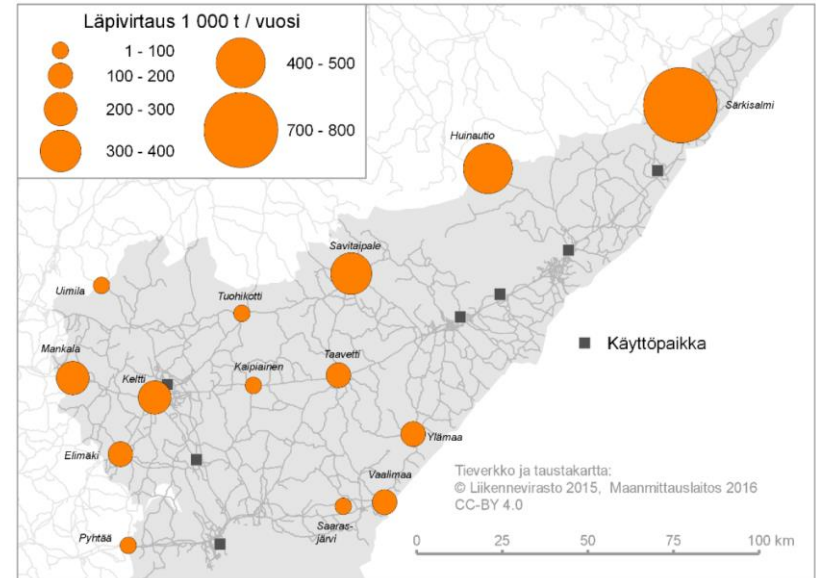 Läpivirtaus 1 000 t / vuosi
1 - 100
100 - 200
200 - 300
300 - 400
400 - 500
700 - 800
Särkisalmi
Huinautio
Savitaipale
Uimila
Tuohikotti
Mankala
Keltti
Kaipiainen
Taavetti
Käyttöpaikka
Elimäki
Ylämaa
Vaalimaa
Saaras-
järvi
Pyhtää
Tieverkko ja taustakartta:
© Liikennevirasto 2015, Maanmittauslaitos 2016
CC-BY 4.0
0 25 50 75 100 km